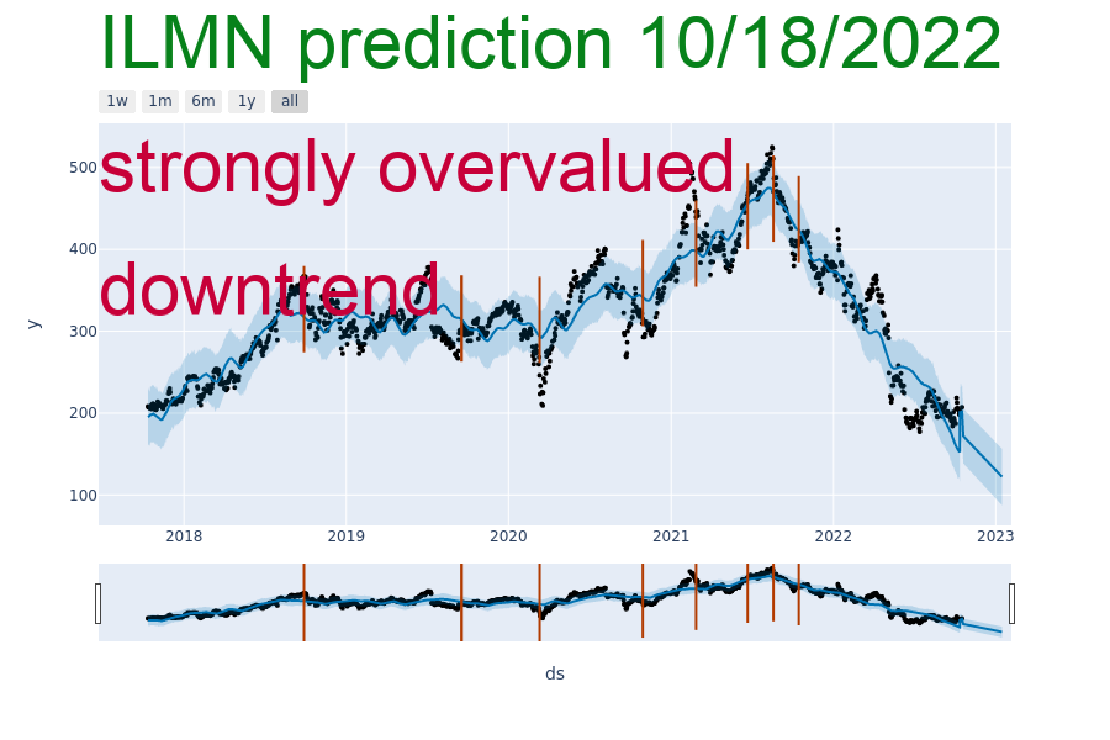 ILMN prediction 10/18/2022
1w 1m 6m 1y all
strongly overvalued
downtrend
500
400
300
200
100
y
2018 2019 2020 2021 2022 2023
ds